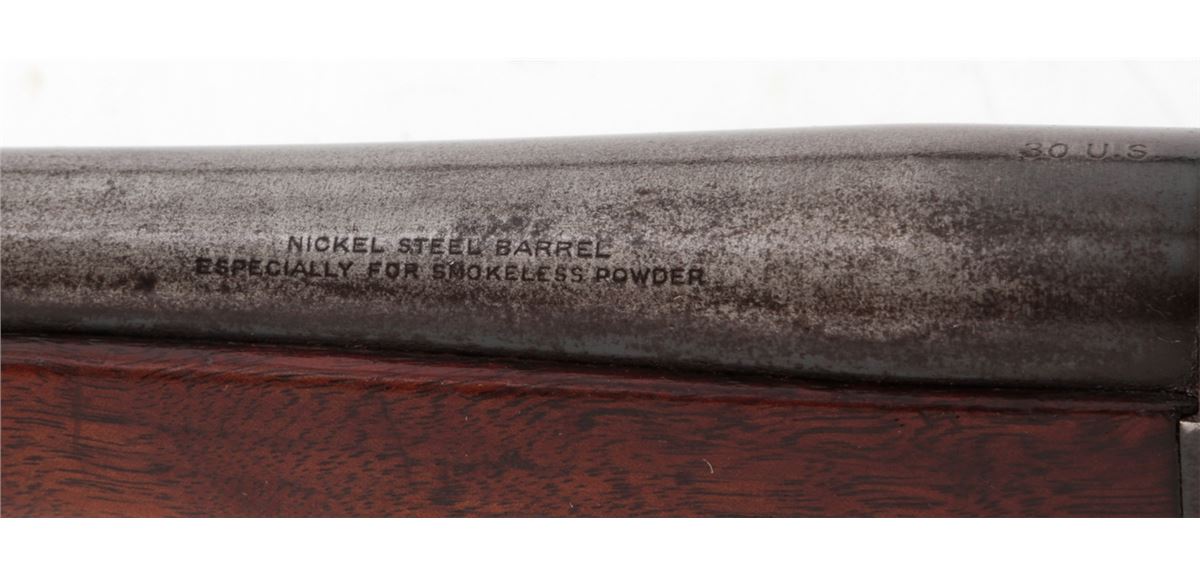 30 U.S
NICKEL STEEL BARREL
ESPECIALLY FOR SMOKELESS POWDER